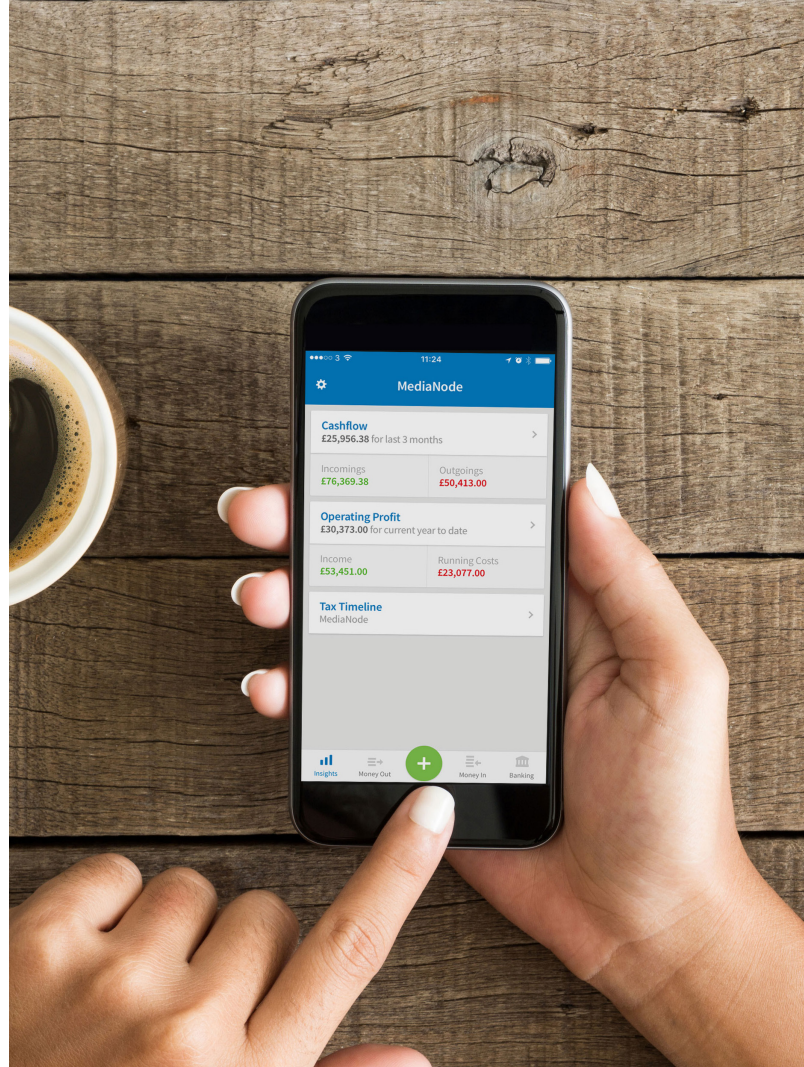 3 11:24
MediaNode
Cashflow
£25,956.38 for last 3 months
Incomings Outgoings
£76,369.38 £50,413.00
Operating Profit
£30,373.00 for current year to date
Income Running Costs
£53,451.00 £23,077.00
Tax Timeline
MediaNode
Insights Money Out + Money In Banking